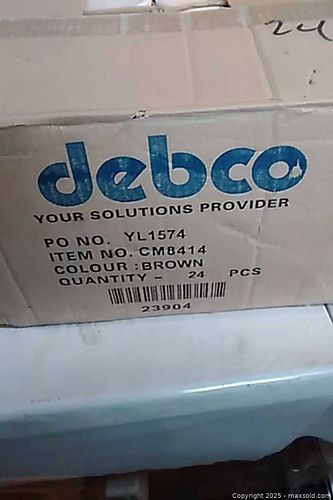 24
debco
YOUR SOLUTIONS PROVIDER
PO NO. YL1574
ITEM NO. CM8414
COLOUR : BROWN
QUANTITY - 24 PCS
23904
Copyright 2025 - maxsold.com